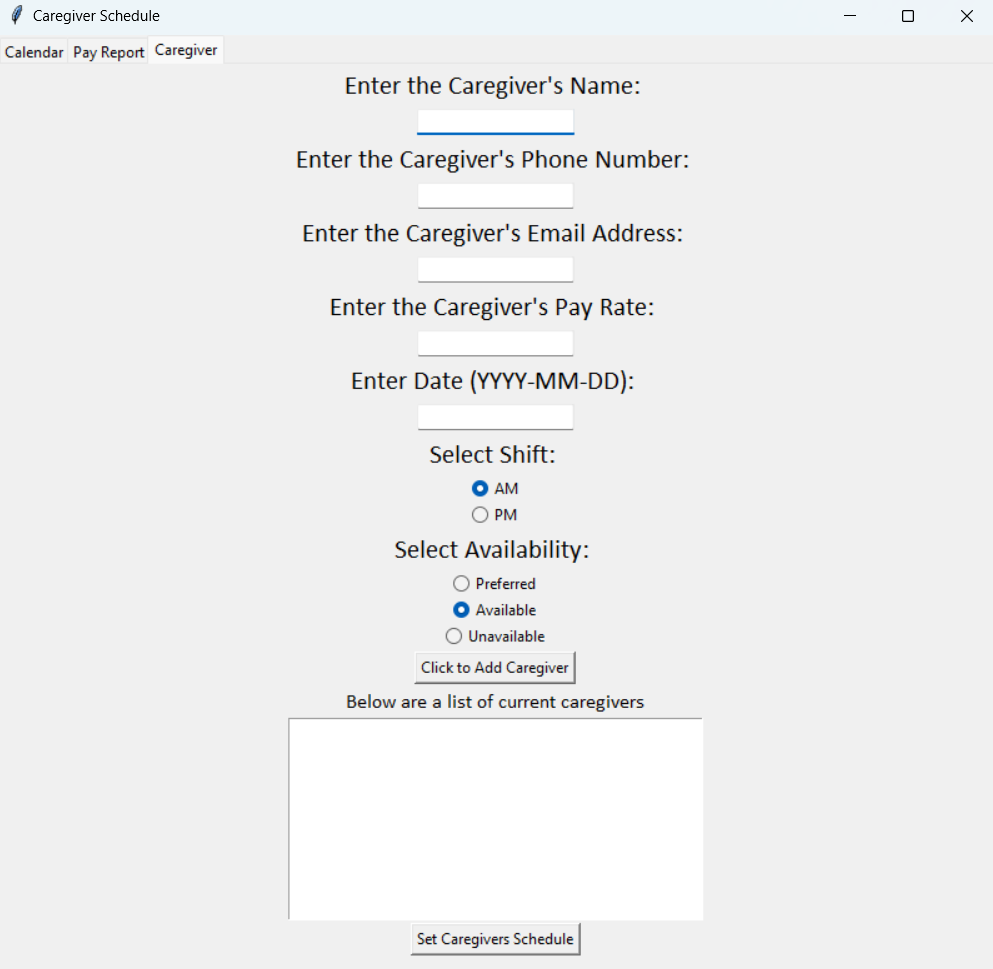 Caregiver Schedule
Calendar Pay Report Caregiver
Enter the Caregiver's Name:
Enter the Caregiver's Phone Number:
Enter the Caregiver's Email Address:
Enter the Caregiver's Pay Rate:
Enter Date (YYYY-MM-DD):
Select Shift:
AM
PM
Select Availability:
Preferred
Available
Unavailable
Click to Add Caregiver
Below are a list of current caregivers
Set Caregivers Schedule